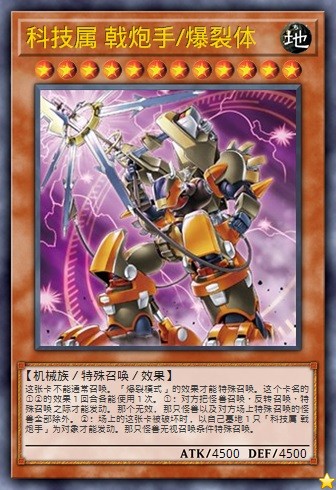 科技属 戟炮手/爆裂体
地
【机械族/特殊召唤/效果】
这张卡不能通常召唤。「爆裂模式」的效果才能特殊召唤。这个卡名的
①②的效果1回合各能使用1次。①：对方把怪兽召唤·反转召唤·特
殊召唤之际才能发动。那个无效，那只怪兽以及对方场上特殊召唤的怪
兽全部除外。②：场上的这张卡被破坏时，以自己墓地1只「科技属 戟
炮手」为对象才能发动。那只怪兽无视召唤条件特殊召唤。
ATK/4500 DEF/4500